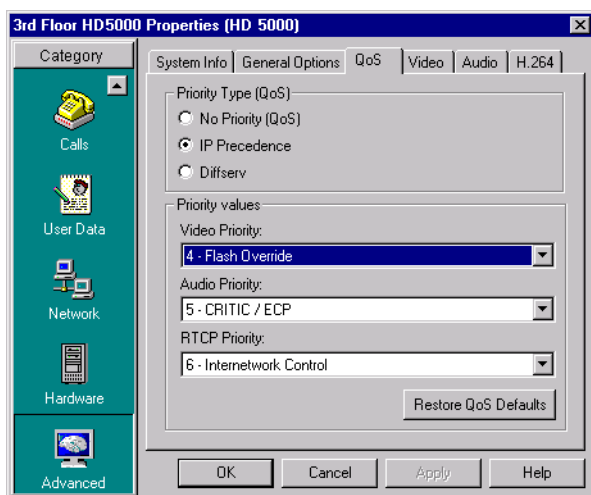 3rd Floor HD5000 Properties (HD 5000)
Category
Calls
User Data
Network
Hardware
Advanced
System Info
General Options
QoS
Video
Audio
H.264
Priority Type (QoS)
No Priority (QoS)
IP Precedence
Diffserv
Priority values
Video Priority:
4 - Flash Override
Audio Priority:
5 - CRITIC / ECP
RTCP Priority:
6 - Internetwork Control
Restore QoS Defaults
OK
Cancel
Apply
Help